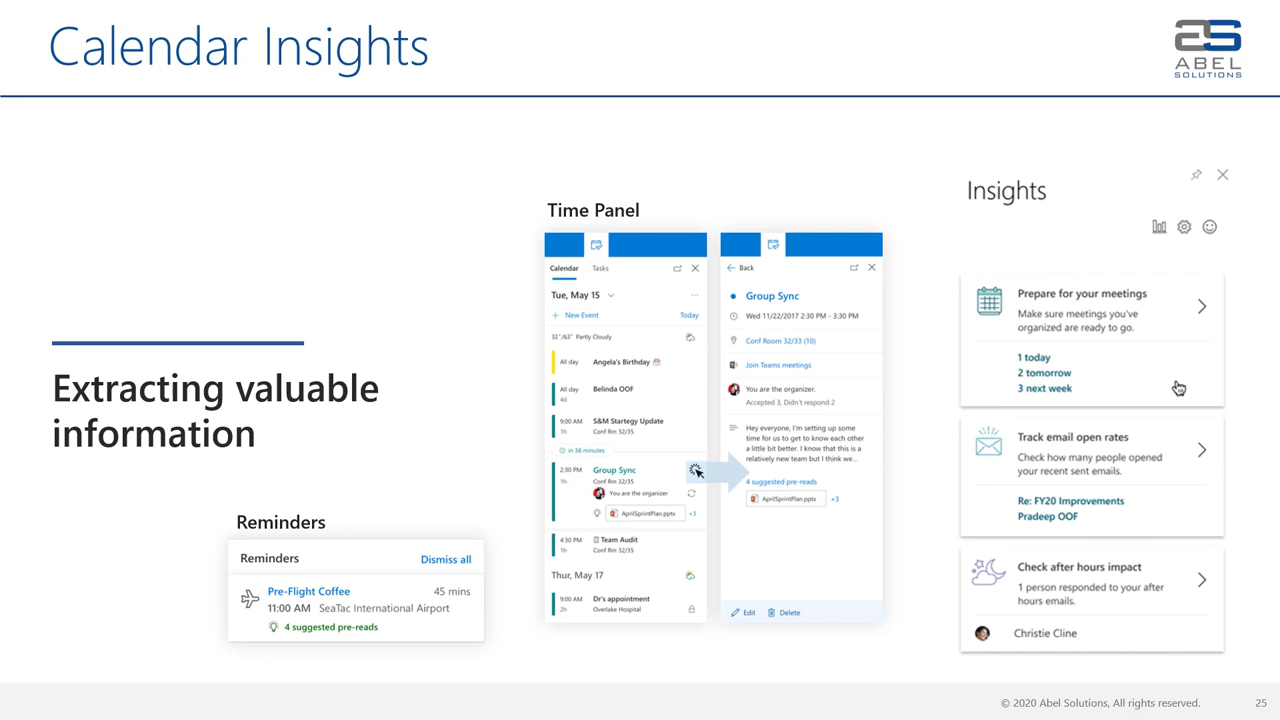 Calendar Insights
ABEL
SOLUTIONS
Extracting valuable
information
Reminders
Reminders
Dismiss all
Pre-Flight Coffee
45 mins
11:00 AM SeaTac International Airport
4 suggested pre-reads
Time Panel
Calendar Tasks
Tue, May 15
New Event
Today
32°/63° Partly Cloudy
All day Angela's Birthday
All day Belinda OOF
4d
9:00 AM S&M Startegy Update
1h Conf Rm 32/35
in 38 minutes
2:30 PM Group Sync
1h Conf Rm 32/35
You are the organizer
AprilSprintPlan.pptx +3
4:30 PM Team Audit
1h Conf Rm 32/35
Thur, May 17
9:00 AM Dr's appointment
2h Overlake Hospital
Back
Group Sync
Wed 11/22/2017 2:30 PM - 3:30 PM
Conf Room 32/33 (10)
Join Teams meetings
You are the organizer.
Accepted 3, Didn't respond 2
Hey everyone, I'm setting up some
time for us to get to know each other
a little bit better. I know that this is a
relatively new team but I think we...
4 suggested pre-reads
AprilSprintPlan.pptx +3
Edit Delete
Insights
Prepare for your meetings
Make sure meetings you've
organized are ready to go.
1 today
2 tomorrow
3 next week
Track email open rates
Check how many people opened
your recent sent emails.
Re: FY20 Improvements
Pradeep OOF
Check after hours impact
1 person responded to your after
hours emails.
Christie Cline
© 2020 Abel Solutions, All rights reserved.
25